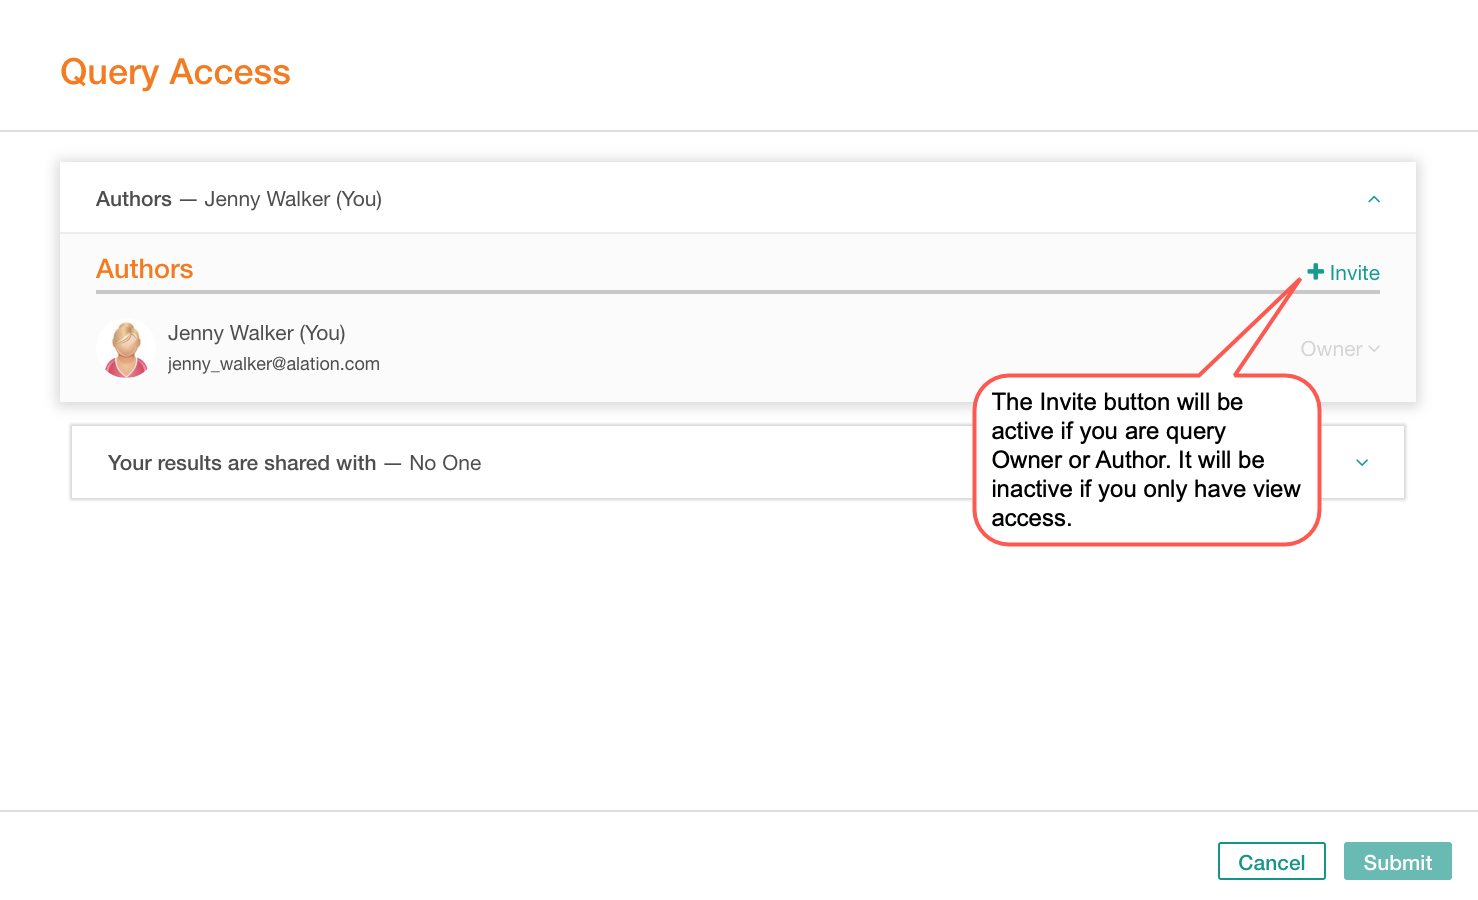 Query Access
Authors — Jenny Walker (You)
Authors
Invite
Jenny Walker (You)
jenny_walker@alation.com
Owner
The Invite button will be
active if you are query
Owner or Author. It will be
inactive if you only have view
access.
Your results are shared with — No One
Cancel
Submit